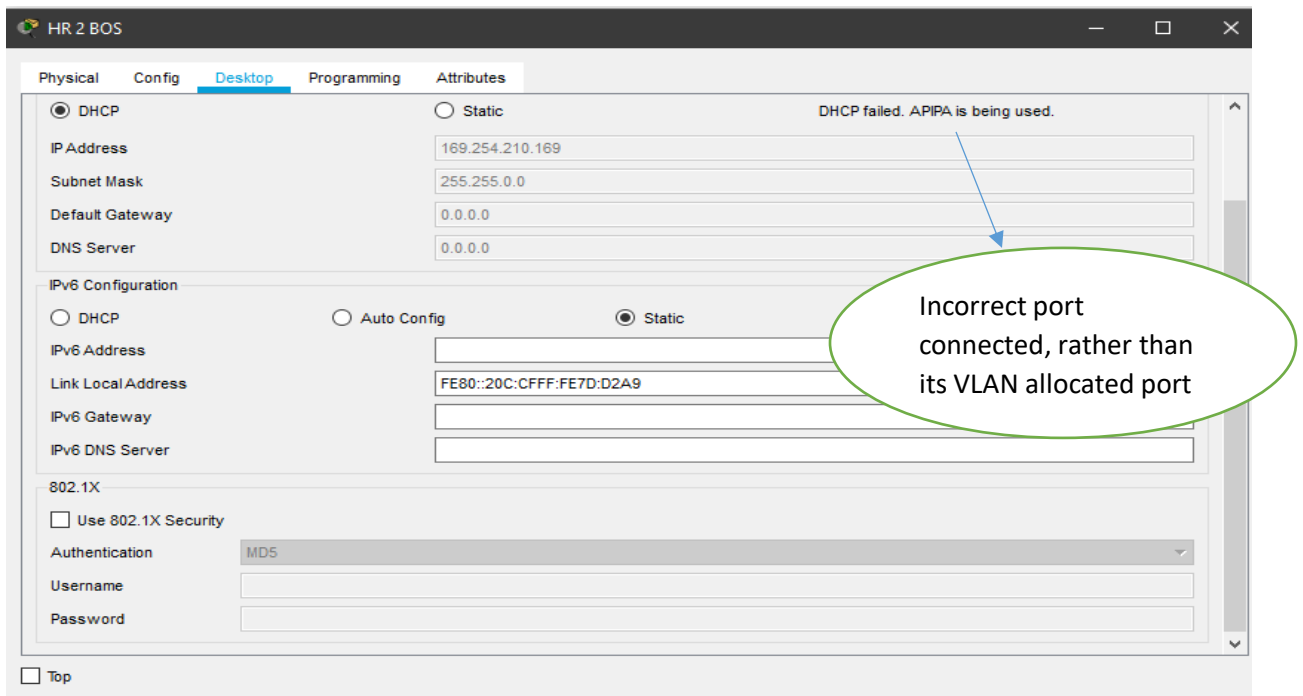 HR 2 BOS
Physical Config Desktop Programming Attributes
DHCP Static DHCP failed. APIPA is being used.
IP Address 169.254.210.169
Subnet Mask 255.255.0.0
Default Gateway 0.0.0.0
DNS Server 0.0.0.0
IPv6 Configuration
DHCP Auto Config Static
IPv6 Address
Link Local Address FE80::20C:CFFF:FE7D:D2A9
IPv6 Gateway
IPv6 DNS Server
Incorrect port
connected, rather than
its VLAN allocated port
802.1X
Use 802.1X Security
Authentication MD5
Username
Password
Top